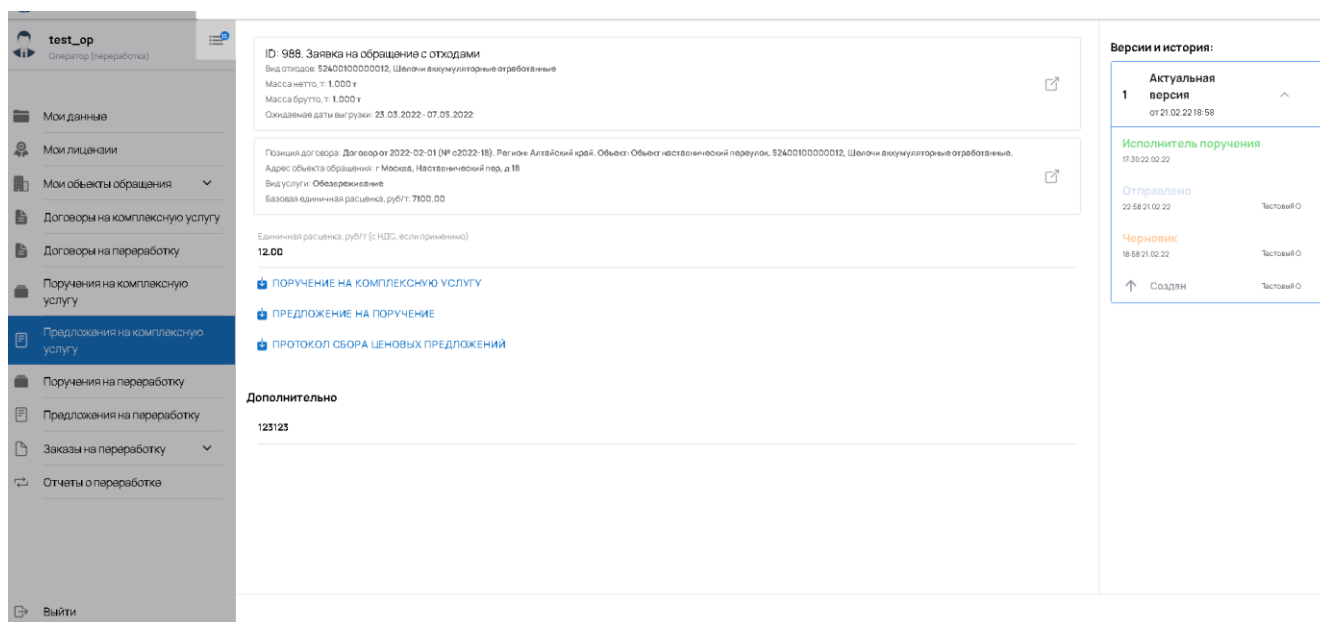 test_op
Оператор (переработка)
Мои данные
Мои лицензии
Мои объекты обращения
Договоры на комплексную услугу
Договоры на переработку
Поручения на комплексную
услугу
Предложения на комплексную
услугу
Поручения на переработку
Предложения на переработку
Заказы на переработку
Отчеты о переработке
Выйти
ID: 988. Заявка на обращение с отходами
Вид отходов: 52400100000012, Щелочи аккумуляторные отработанные
Масса нетто, т: 1.000 т
Масса брутто, т: 1.000 т
Ожидаемые даты выгрузки: 23.03.2022 - 07.05.2022
Позиция договора: Договор от 2022-02-01 (№ о2022-18). Регион: Алтайский край. Объект: Объект наставнический переулок. 52400100000012, Щелочи аккумуляторные отработанные.
Адрес объекта обращения: г Москва, Наставнический пер, д 18
Вид услуги: Обезвреживание
Базовая единичная расценка, руб/т: 7100.00
Единичная расценка, руб/т (с НДС, если применимо)
12.00
ПОРУЧЕНИЕ НА КОМПЛЕКСНУЮ УСЛУГУ
ПРЕДЛОЖЕНИЕ НА ПОРУЧЕНИЕ
ПРОТОКОЛ СБОРА ЦЕНОВЫХ ПРЕДЛОЖЕНИЙ
Дополнительно
123123
Версии и история:
1 Актуальная
версия
от 21.02.22 18:58
Исполнитель поручения
17:30 22.02.22
Отправлено
22:58 21.02.22 Тестовый О
Черновик
18:58 21.02.22 Тестовый О
Создан Тестовый О